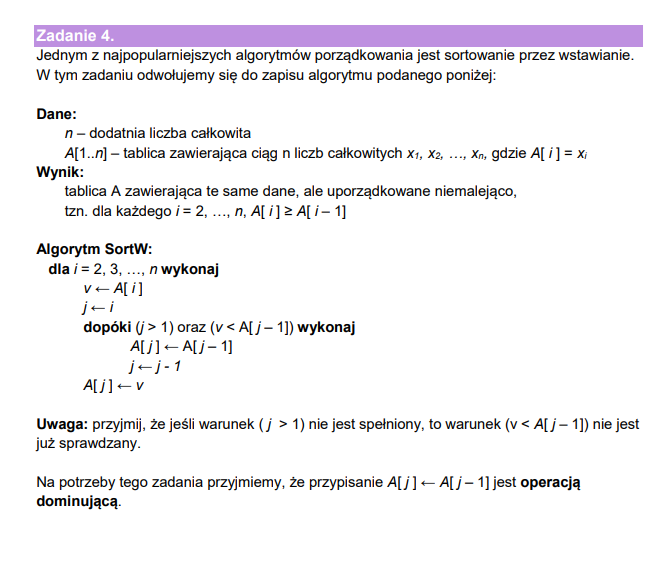 Zadanie 4.
Jednym z najpopularniejszych algorytmów porządkowania jest sortowanie przez wstawianie.
W tym zadaniu odwołujemy się do zapisu algorytmu podanego poniżej:
Dane:
n – dodatnia liczba całkowita
A[1..n] – tablica zawierająca ciąg n liczb całkowitych x₁, x₂, …, xₙ, gdzie A[ i ] = xᵢ
Wynik:
tablica A zawierająca te same dane, ale uporządkowane niemalejąco,
tzn. dla każdego i = 2, …, n, A[ i ] ≥ A[ i – 1]
Algorytm SortW:
dla i = 2, 3, …, n wykonaj
v ← A[ i ]
j ← i
dopóki (j > 1) oraz (v < A[ j – 1]) wykonaj
A[ j ] ← A[ j – 1]
j ← j - 1
A[ j ] ← v
Uwaga: przyjmij, że jeśli warunek ( j > 1) nie jest spełniony, to warunek (v < A[ j – 1]) nie jest
już sprawdzany.
Na potrzeby tego zadania przyjmiemy, że przypisanie A[ j ] ← A[ j – 1] jest operacją
dominującą.